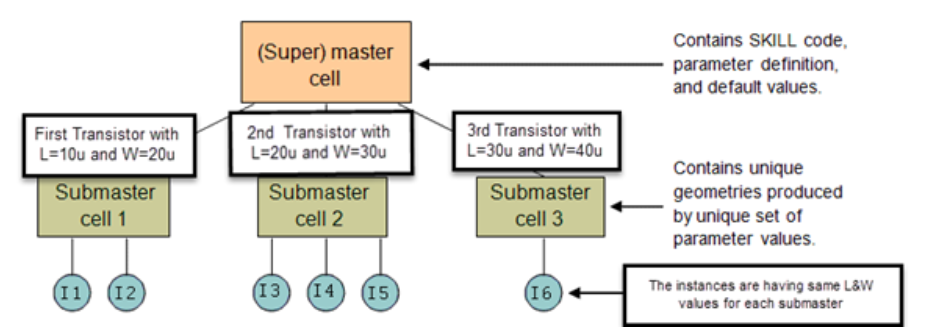 (Super) master
cell
Contains SKILL code,
parameter definition,
and default values.
First Transistor with
L=10u and W=20u
2nd Transistor with
L=20u and W=30u
3rd Transistor with
L=30u and W=40u
Submaster
cell 1
Submaster
cell 2
Submaster
cell 3
Contains unique
geometries produced
by unique set of
parameter values.
I1
I2
I3
I4
I5
I6
The instances are having same L&W
values for each submaster